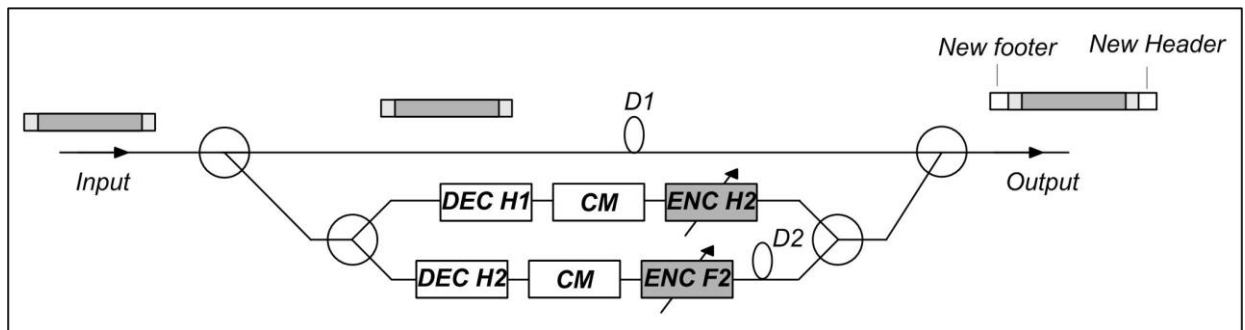 New footer
New Header
D1
Input
Output
DEC H1
CM
ENC H2
D2
DEC H2
CM
ENC F2